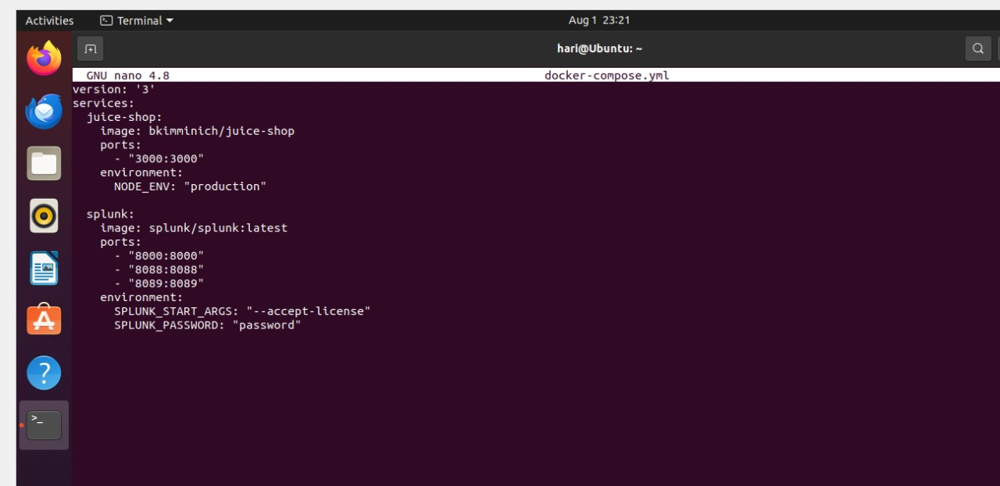 Activities Terminal Aug 1 23:21
hari@Ubuntu: ~
GNU nano 4.8 docker-compose.yml
version: '3'
services:
  juice-shop:
    image: bkimminich/juice-shop
    ports:
      - "3000:3000"
    environment:
      NODE_ENV: "production"

  splunk:
    image: splunk/splunk:latest
    ports:
      - "8000:8000"
      - "8088:8088"
      - "8089:8089"
    environment:
      SPLUNK_START_ARGS: "--accept-license"
      SPLUNK_PASSWORD: "password"